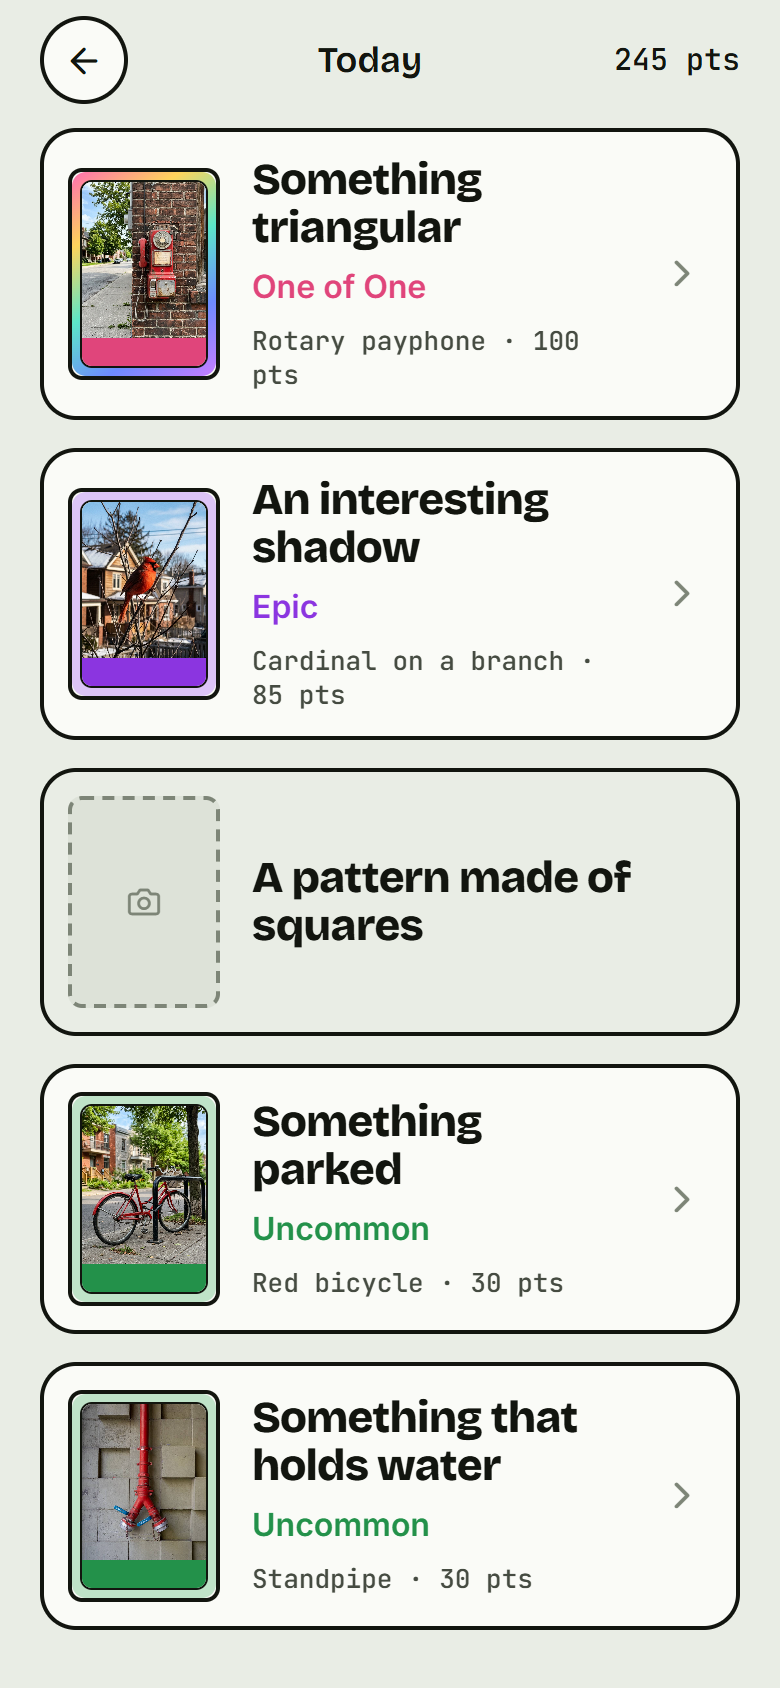 Today
245 pts
Something
triangular
One of One
Rotary payphone · 100
pts
An interesting
shadow
Epic
Cardinal on a branch ·
85 pts
A pattern made of
squares
Something
parked
Uncommon
Red bicycle · 30 pts
Something that
holds water
Uncommon
Standpipe · 30 pts